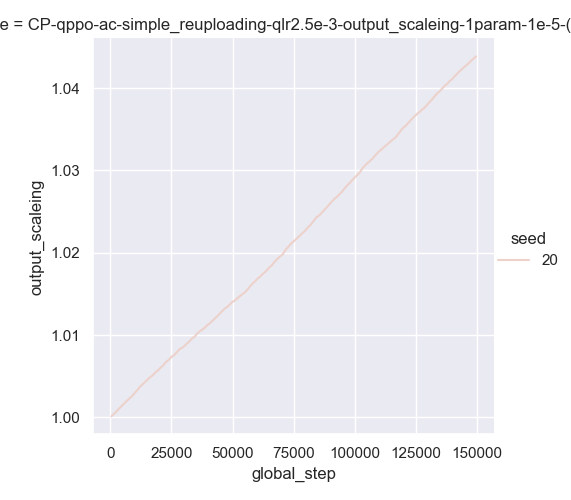 e = CP-qppo-ac-simple_reuploading-qlr2.5e-3-output_scaleing-1param-1e-5-(
1.04
1.03
1.02
1.01
1.00
output_scaleing
0 25000 50000 75000 100000 125000 150000
global_step
seed
20